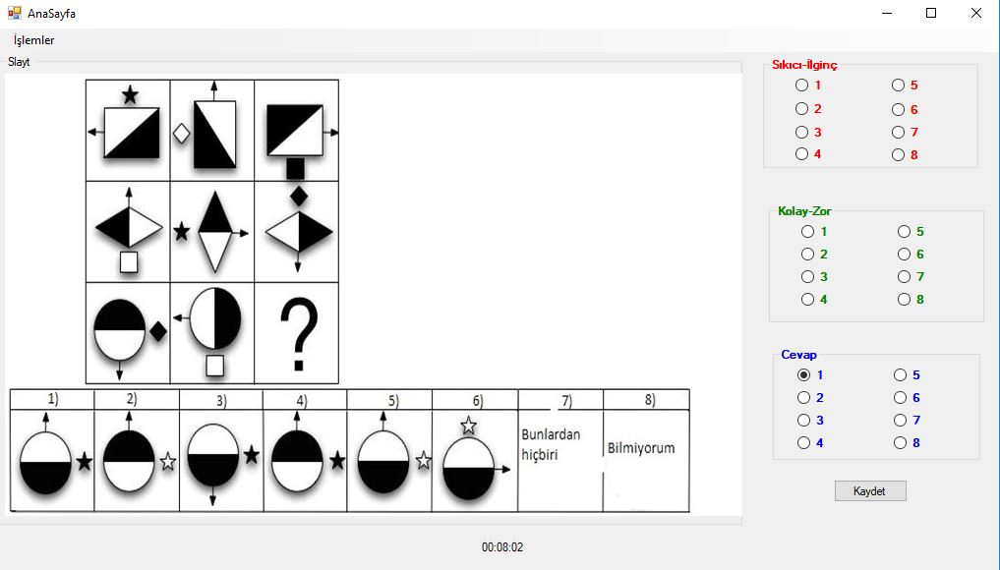 AnaSayfa
İşlemler
Slayt
?
1) 2) 3) 4) 5) 6) 7) 8)
Bunlardan
hiçbiri
Bilmiyorum
00:08:02
Sıkıcı-İlginç
1 5
2 6
3 7
4 8
Kolay-Zor
1 5
2 6
3 7
4 8
Cevap
1 5
2 6
3 7
4 8
Kaydet